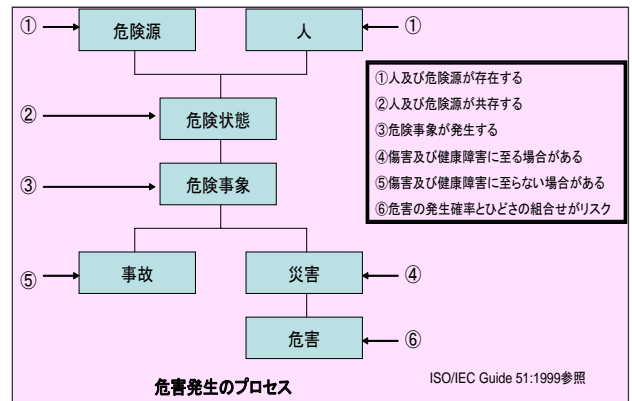 ① 危険源 人 ①
①人及び危険源が存在する
②人及び危険源が共存する
③危険事象が発生する
④傷害及び健康障害に至る場合がある
⑤傷害及び健康障害に至らない場合がある
⑥危害の発生確率とひどさの組合せがリスク
② 危険状態
③ 危険事象
⑤ 事故 災害 ④
危害 ⑥
危害発生のプロセス
ISO/IEC Guide 51:1999参照